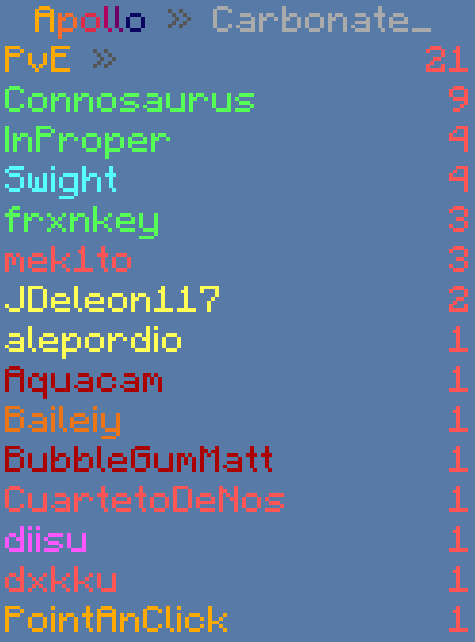 Apollo » Carbonate_
PvE » 21
Connosaurus 9
InProper 4
Swight 4
frxnkey 3
mek1to 3
JDeleon117 2
alepordio 1
Aquacam 1
Baileiy 1
BubbleGumMatt 1
CuartetoDeNos 1
diisu 1
dxkku 1
PointAnClick 1